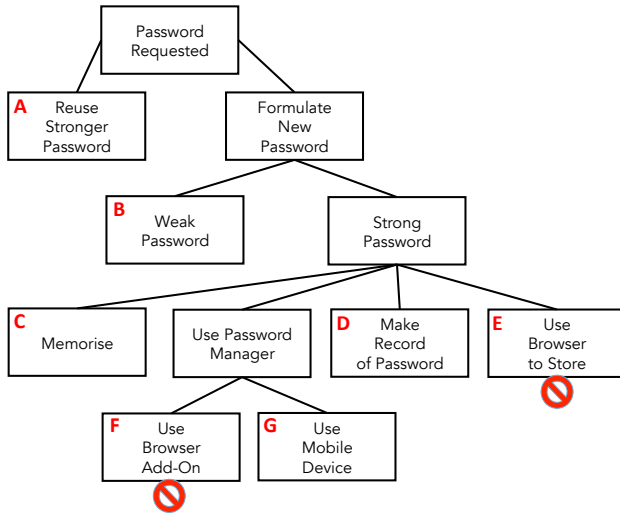 Password
Requested
A
Reuse
Stronger
Password
Formulate
New
Password
B
Weak
Password
Strong
Password
C
Memorise
Use Password
Manager
D
Make
Record
of Password
E
Use
Browser
to Store
F
Use
Browser
Add-On
G
Use
Mobile
Device